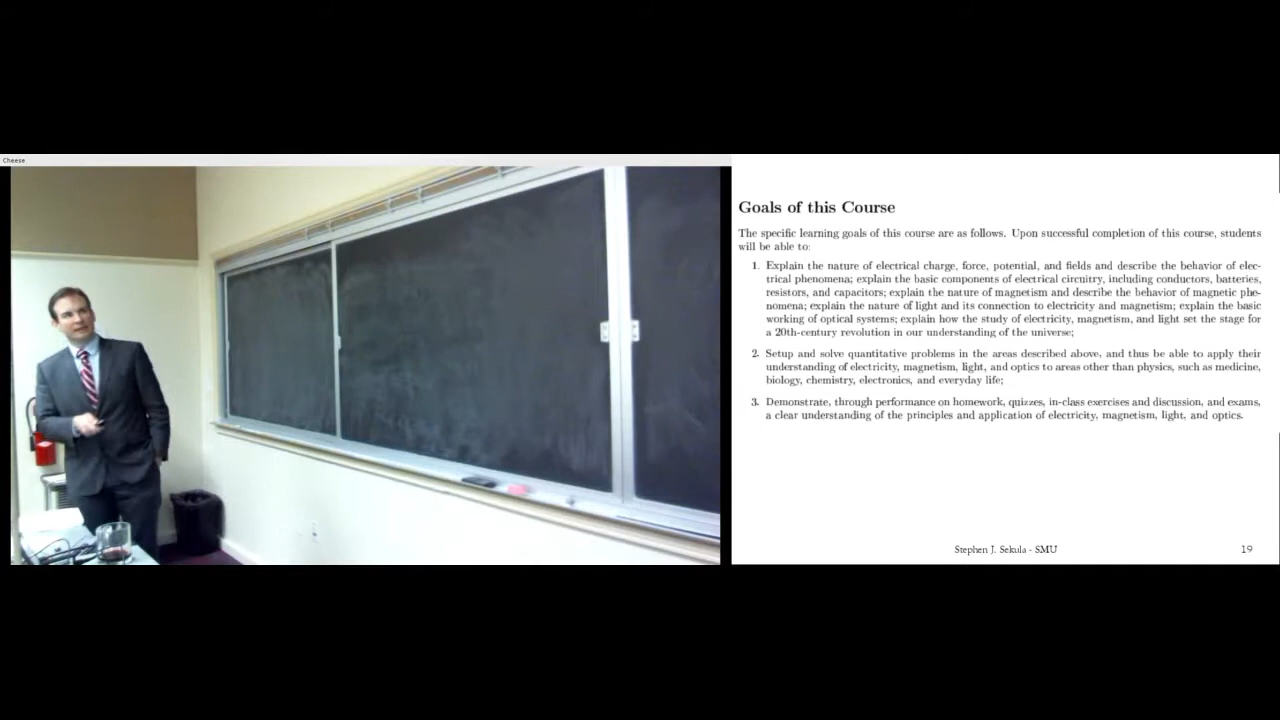 Cheese
Goals of this Course
The specific learning goals of this course are as follows. Upon successful completion of this course, students
will be able to:
1. Explain the nature of electrical charge, force, potential, and fields and describe the behavior of elec-
trical phenomena; explain the basic components of electrical circuitry, including conductors, batteries,
resistors, and capacitors; explain the nature of magnetism and describe the behavior of magnetic phe-
nomena; explain the nature of light and its connection to electricity and magnetism; explain the basic
working of optical systems; explain how the study of electricity, magnetism, and light set the stage for
a 20th-century revolution in our understanding of the universe;
2. Setup and solve quantitative problems in the areas described above, and thus be able to apply their
understanding of electricity, magnetism, light, and optics to areas other than physics, such as medicine,
biology, chemistry, electronics, and everyday life;
3. Demonstrate, through performance on homework, quizzes, in-class exercises and discussion, and exams,
a clear understanding of the principles and application of electricity, magnetism, light, and optics.
Stephen J. Sekula - SMU
19